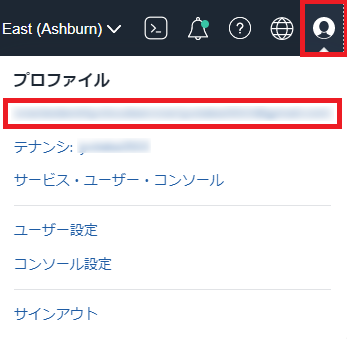 East (Ashburn)
プロファイル
テナンシ:
サービス・ユーザー・コンソール
ユーザー設定
コンソール設定
サインアウト